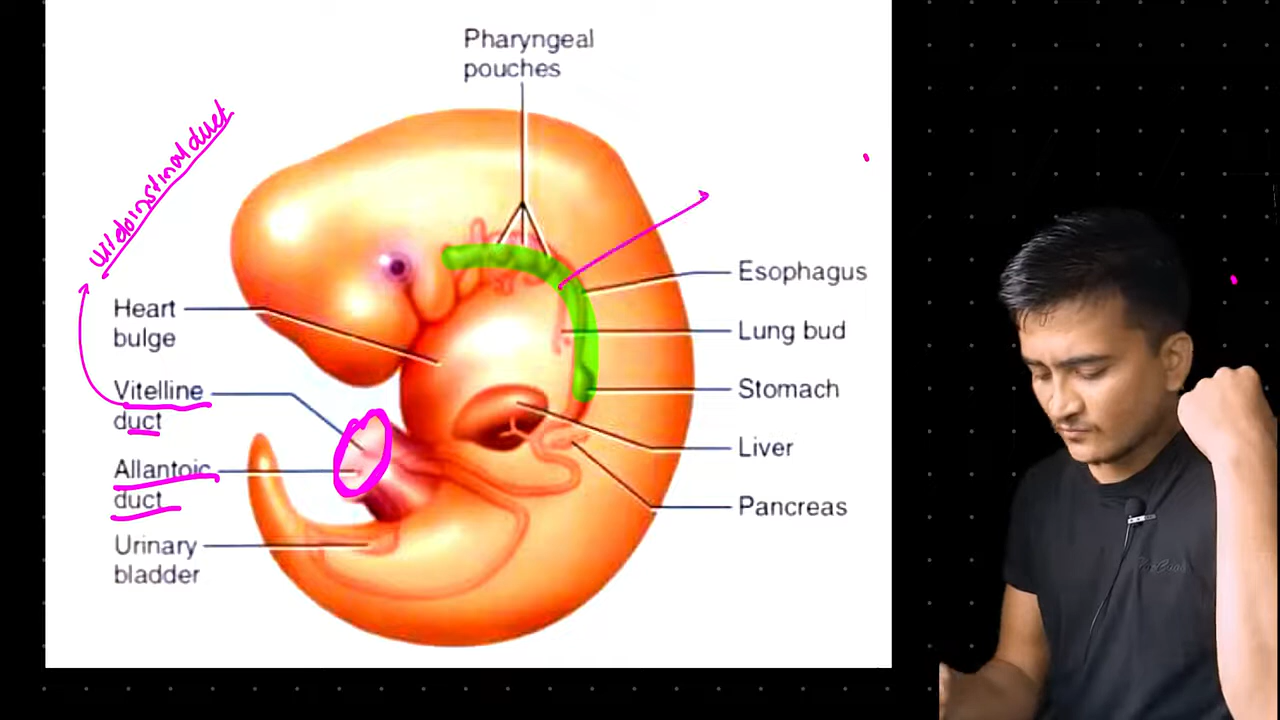 Pharyngeal
pouches
Heart
bulge
Vitelline
duct
Allantoic
duct
Urinary
bladder
Esophagus
Lung bud
Stomach
Liver
Pancreas